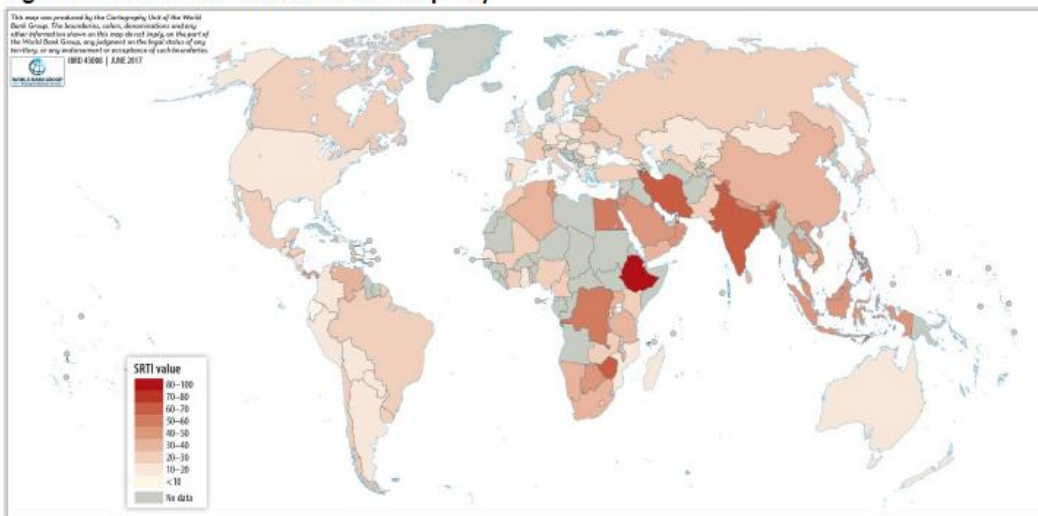 This map was produced by the Cartography Unit of the World
Bank Group. The boundaries, colors, denominations and any
other information shown on this map do not imply, on the part of
the World Bank Group, any judgment on the legal status of any
territory, or any endorsement or acceptance of such boundaries.
WORLD BANK GROUP
IBRD 43008 | JUNE 2017
SRTI value
80–100
70–80
60–70
50–60
40–50
30–40
20–30
10–20
<10
No data